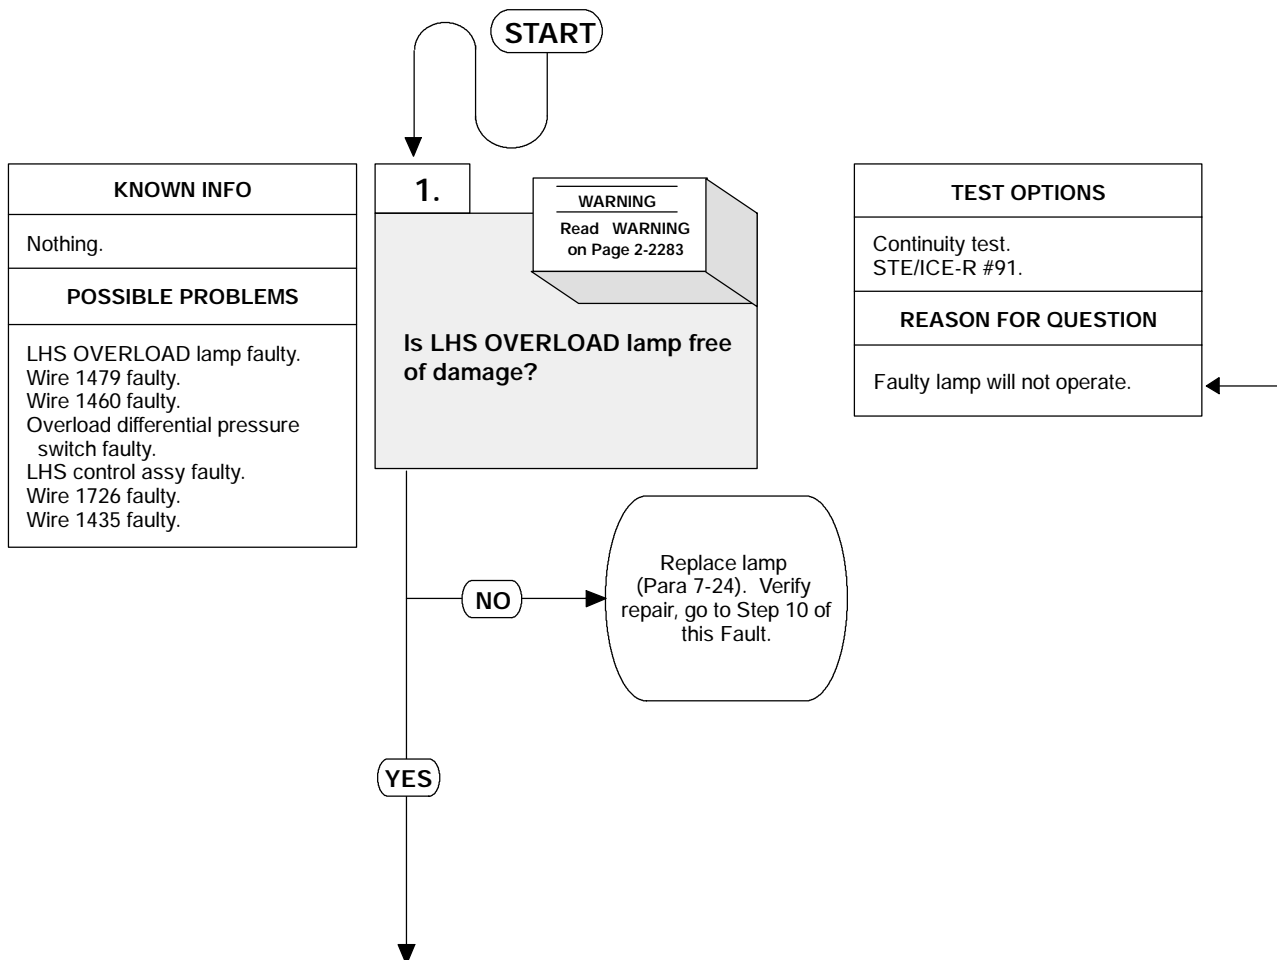 START
KNOWN INFO
Nothing.
POSSIBLE PROBLEMS
LHS OVERLOAD lamp faulty.
Wire 1479 faulty.
Wire 1460 faulty.
Overload differential pressure
switch faulty.
LHS control assy faulty.
Wire 1726 faulty.
Wire 1435 faulty.
1.
WARNING
Read WARNING
on Page 2-2283
Is LHS OVERLOAD lamp free
of damage?
TEST OPTIONS
Continuity test.
STE/ICE-R #91.
REASON FOR QUESTION
Faulty lamp will not operate.
NO
Replace lamp
(Para 7-24). Verify
repair, go to Step 10 of
this Fault.
YES